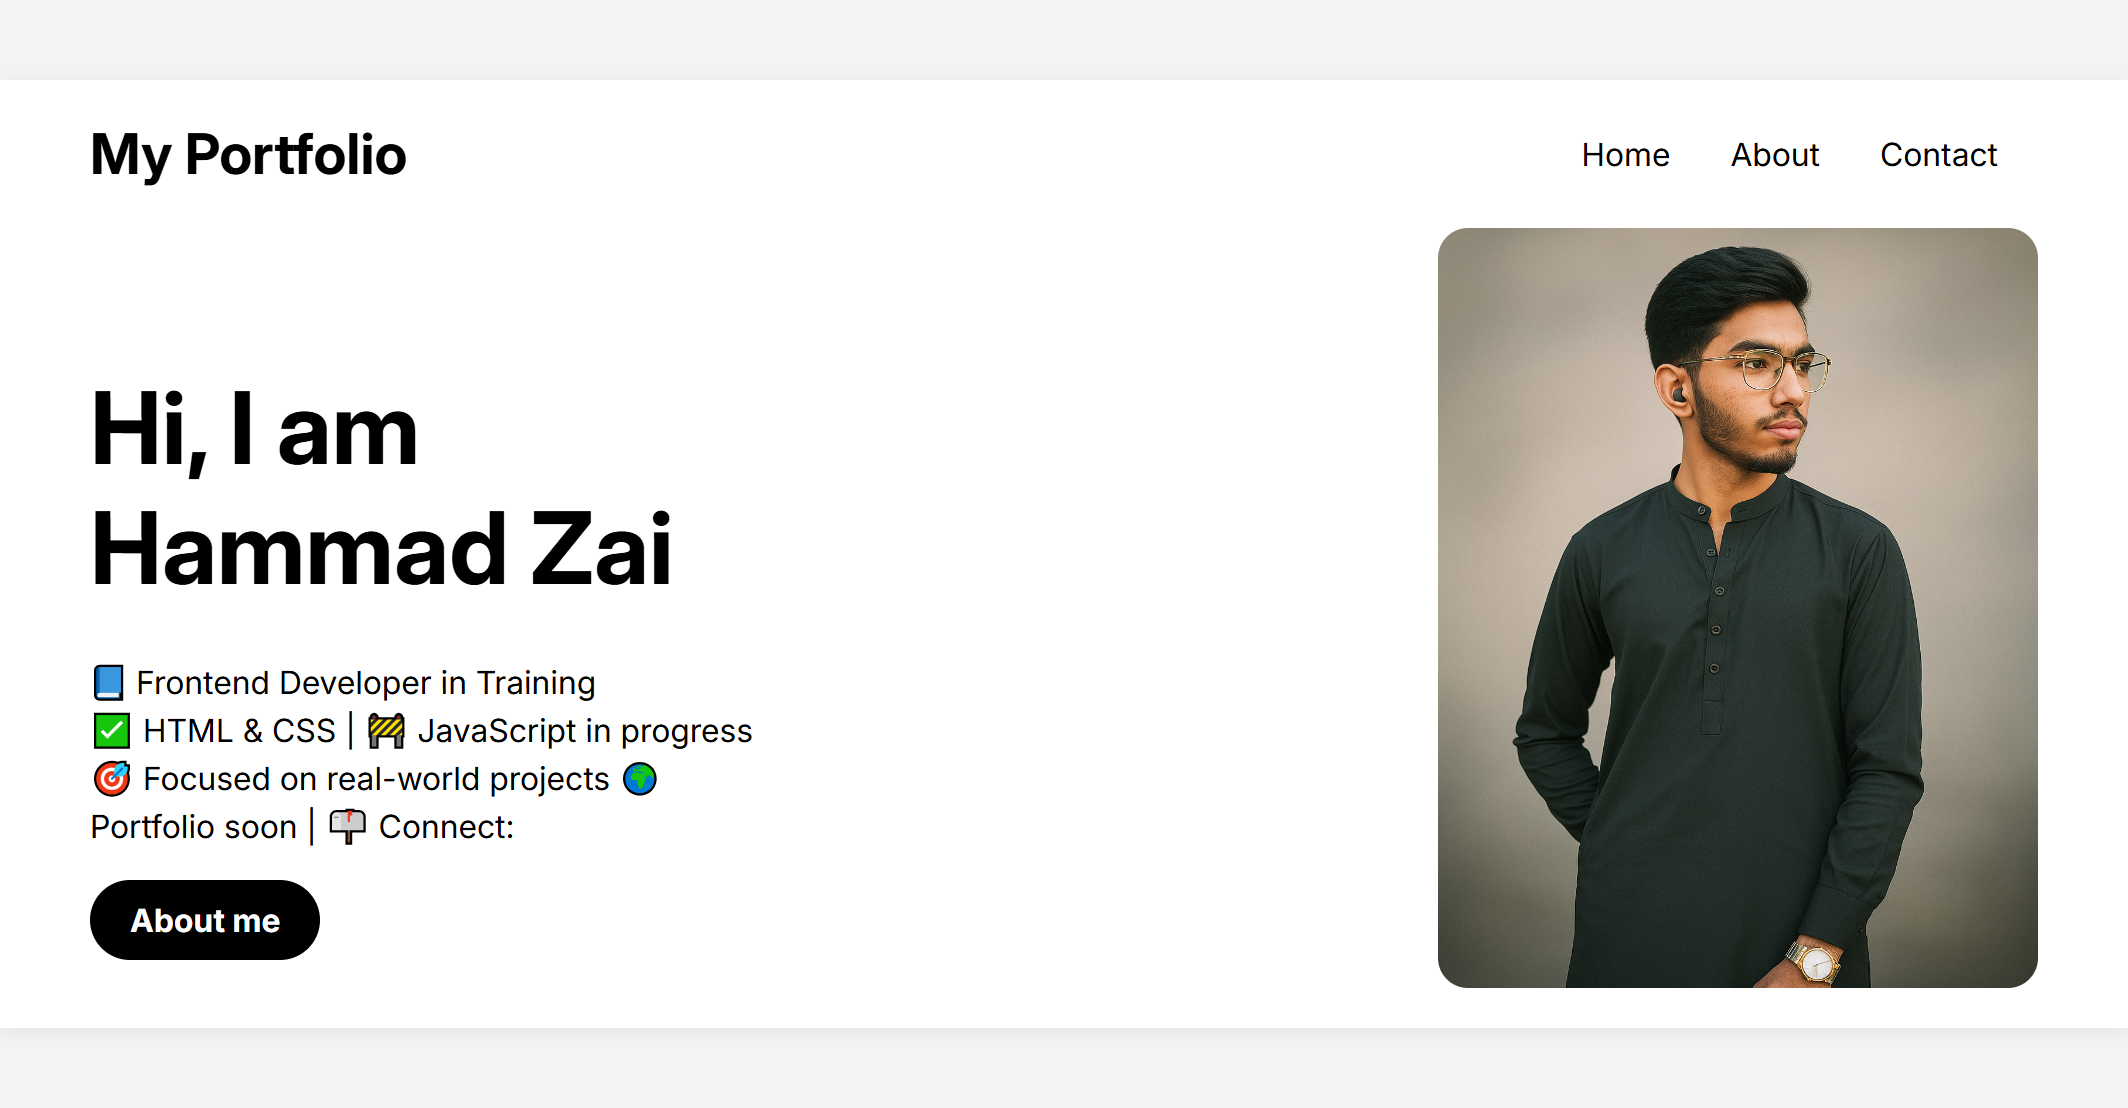 My Portfolio
Home About Contact
Hi, I am
Hammad Zai
📘 Frontend Developer in Training
✅ HTML & CSS | 🚧 JavaScript in progress
🎯 Focused on real-world projects 🌍
Portfolio soon | 📬 Connect:
About me